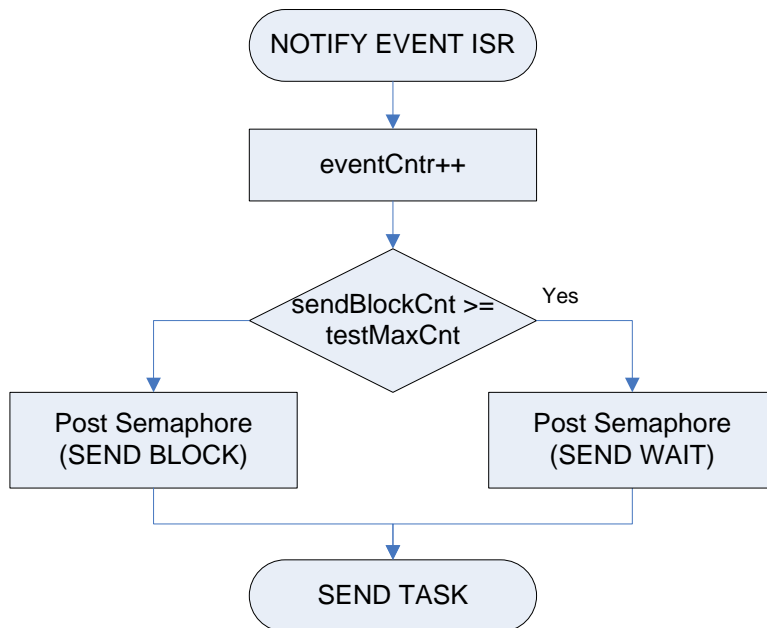 NOTIFY EVENT ISR
eventCntr++
sendBlockCnt >=
testMaxCnt
Yes
Post Semaphore
(SEND BLOCK)
Post Semaphore
(SEND WAIT)
SEND TASK